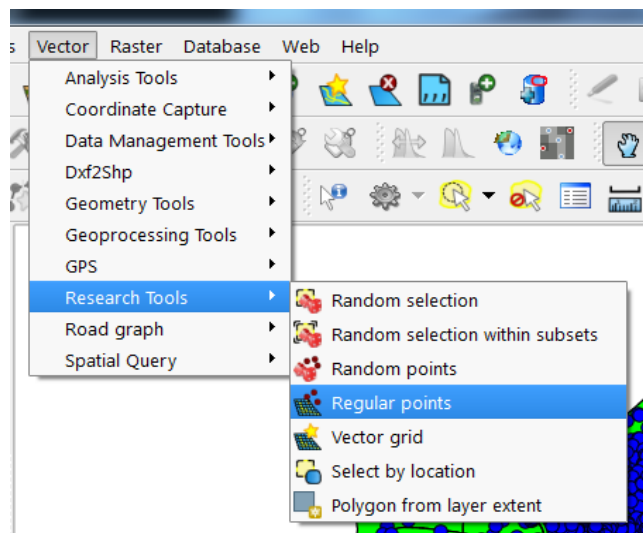 s Vector Raster Database Web Help
Analysis Tools
Coordinate Capture
Data Management Tools
Dxf2Shp
Geometry Tools
Geoprocessing Tools
GPS
Research Tools
Road graph
Spatial Query
Random selection
Random selection within subsets
Random points
Regular points
Vector grid
Select by location
Polygon from layer extent